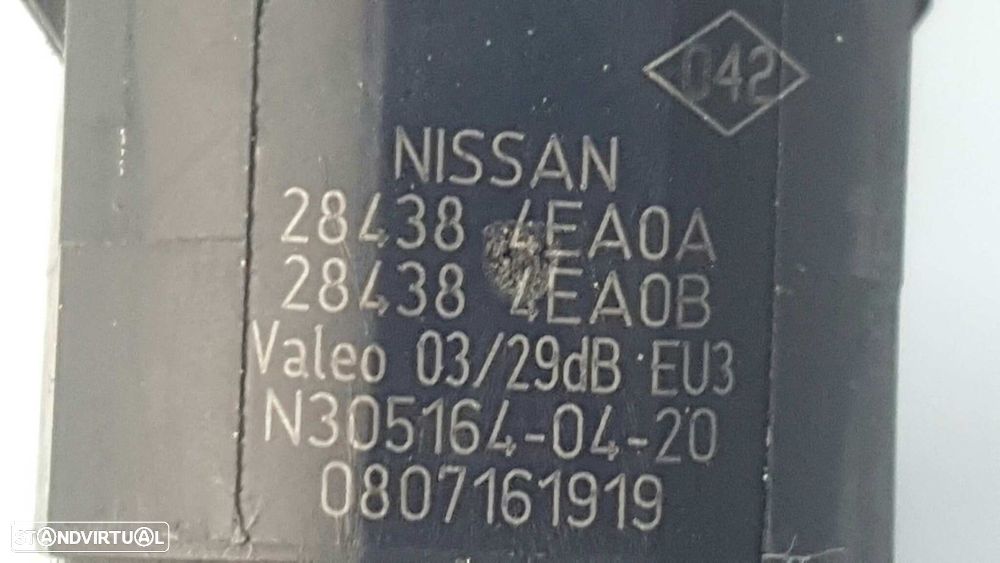 042
NISSAN
28438 4EA0A
28438 4EA0B
Valeo 03/29dB EU3
N305164-04-20
0807161919
STANDVIRTUAL